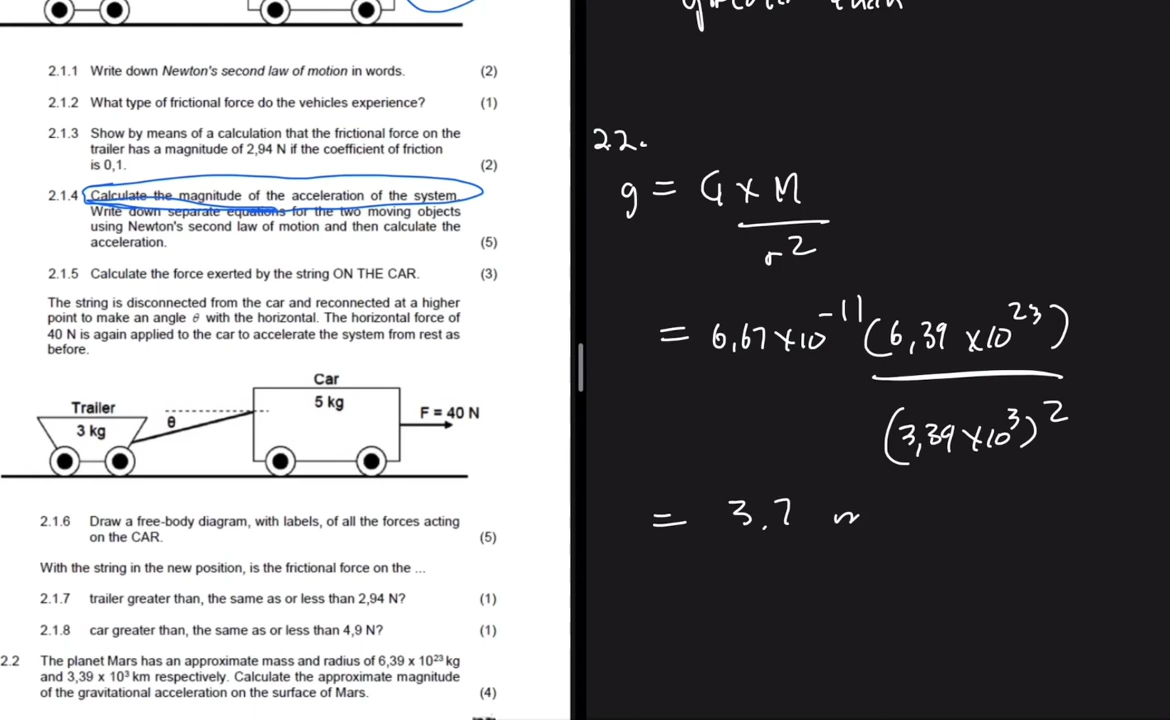 greater than
2.1.1 Write down Newton's second law of motion in words. (2)
2.1.2 What type of frictional force do the vehicles experience? (1)
2.1.3 Show by means of a calculation that the frictional force on the
trailer has a magnitude of 2,94 N if the coefficient of friction
is 0,1. (2)
2.1.4 Calculate the magnitude of the acceleration of the system.
Write down separate equations for the two moving objects
using Newton's second law of motion and then calculate the
acceleration. (5)
2.1.5 Calculate the force exerted by the string ON THE CAR. (3)
The string is disconnected from the car and reconnected at a higher
point to make an angle θ with the horizontal. The horizontal force of
40 N is again applied to the car to accelerate the system from rest as
before.
Car
5 kg
Trailer
3 kg
θ
F = 40 N
2.1.6 Draw a free-body diagram, with labels, of all the forces acting
on the CAR. (5)
With the string in the new position, is the frictional force on the ...
2.1.7 trailer greater than, the same as or less than 2,94 N? (1)
2.1.8 car greater than, the same as or less than 4,9 N? (1)
2.2 The planet Mars has an approximate mass and radius of 6,39 x 10²³ kg
and 3,39 x 10³ km respectively. Calculate the approximate magnitude
of the gravitational acceleration on the surface of Mars. (4)
2.2.
g = G x M
r²
= 6,67 x 10⁻¹¹ (6,39 x 10²³)
(3,39 x 10³)²
= 3.7 m